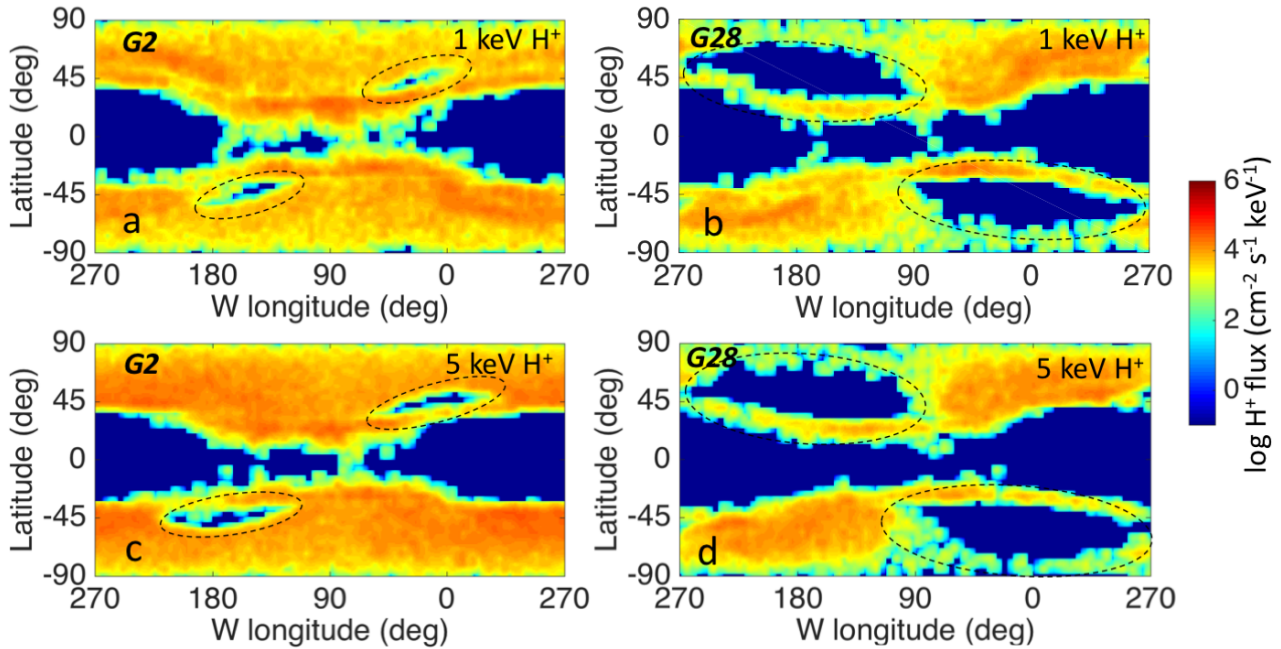 G2 1 keV H⁺
Latitude (deg)
90
45
0
-45
-90
a
270 180 90 0 270
W longitude (deg)
G28 1 keV H⁺
Latitude (deg)
90
45
0
-45
-90
b
270 180 90 0 270
W longitude (deg)
G2 5 keV H⁺
Latitude (deg)
90
45
0
-45
-90
c
270 180 90 0 270
W longitude (deg)
G28 5 keV H⁺
Latitude (deg)
90
45
0
-45
-90
d
270 180 90 0 270
W longitude (deg)
6
4
2
0
log H⁺ flux (cm⁻² s⁻¹ keV⁻¹)